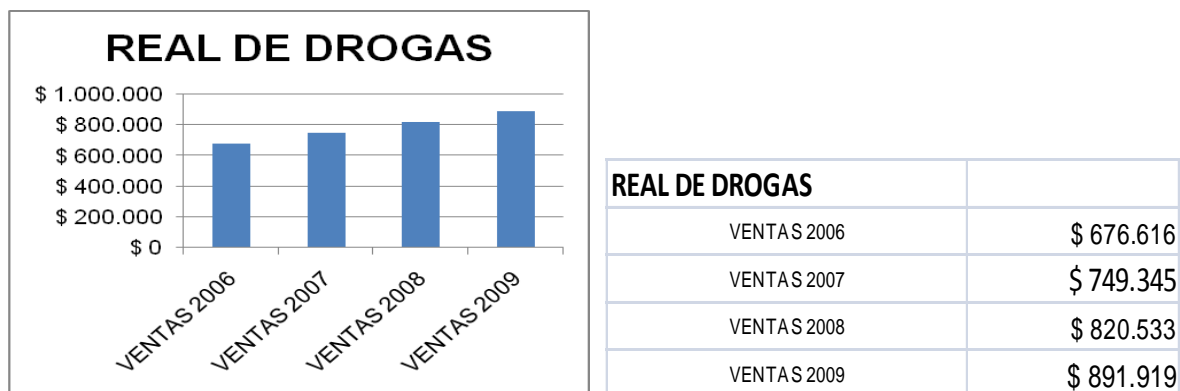 REAL DE DROGAS
$ 1.000.000
$ 800.000
$ 600.000
$ 400.000
$ 200.000
$ 0
VENTAS 2006
VENTAS 2007
VENTAS 2008
VENTAS 2009
REAL DE DROGAS
VENTAS 2006 $ 676.616
VENTAS 2007 $ 749.345
VENTAS 2008 $ 820.533
VENTAS 2009 $ 891.919